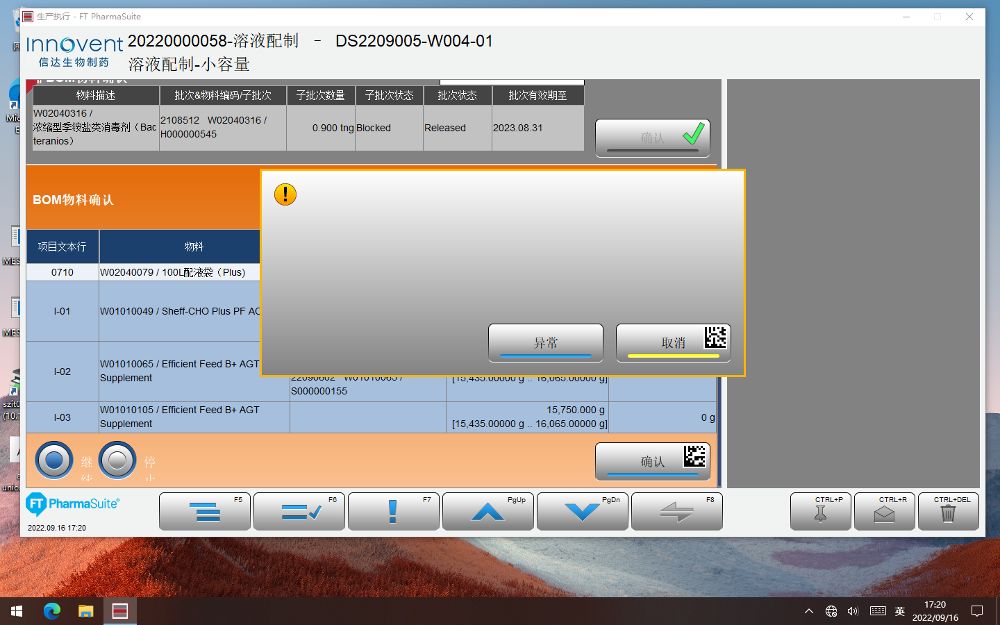 生产执行 - FT PharmaSuite
Innovent
信达生物制药
20220000058-溶液配制 - DS2209005-W004-01
溶液配制-小容量
物料描述 批次&物料编码/子批次 子批次数量 子批次状态 批次状态 批次有效期至
W02040316 /
浓缩型季铵盐类消毒剂（Bac
teranios）
2108512 W02040316 /
H000000545
0.900 tng Blocked Released 2023.08.31
确认
BOM物料确认
项目文本行 物料
0710 W02040079 / 100L配液袋（Plus)
I-01 W01010049 / Sheff-CHO Plus PF AC
I-02 W01010065 / Efficient Feed B+ AGT
Supplement
22090602 W01010065 /
S000000155
[15,435.00000 g .. 16,065.00000 g]
I-03 W01010105 / Efficient Feed B+ AGT
Supplement
15,750.000 g
[15,435.00000 g .. 16,065.00000 g]
0 g
异常 取消
继 停
确认
FT PharmaSuite
2022.09.16 17:20
F5 F6 F7 PgUp PgDn F8 CTRL+P CTRL+R CTRL+DEL
MES
MES
szit0
(10.
unico
英
17:20
2022/09/16